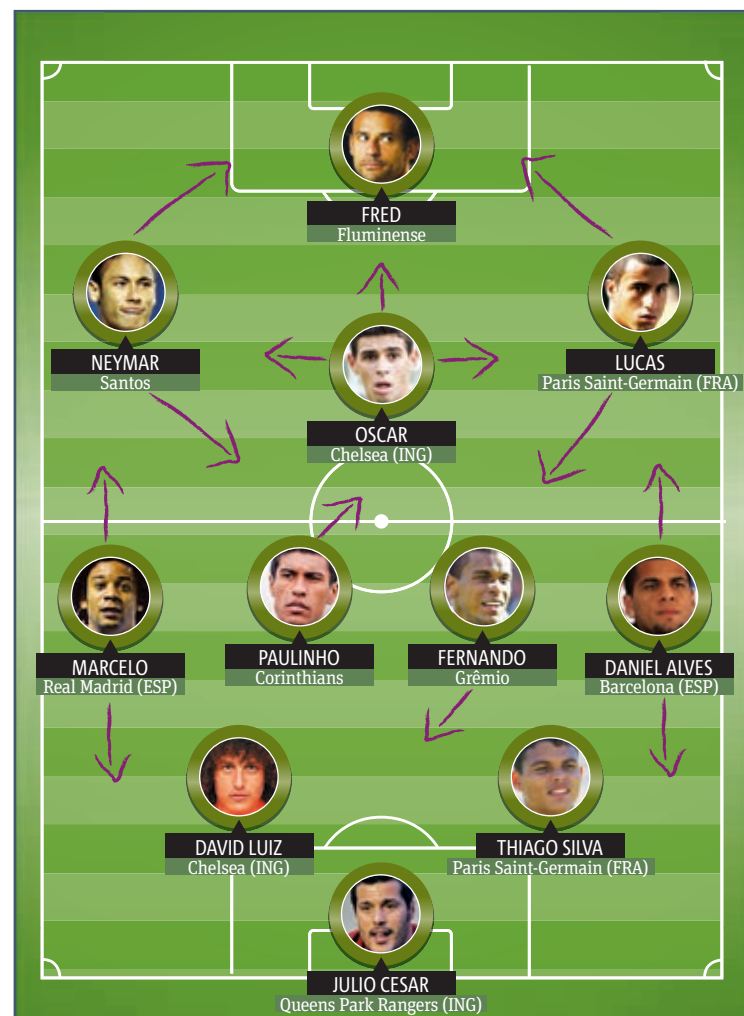 FRED
Fluminense
NEYMAR
Santos
LUCAS
Paris Saint-Germain (FRA)
OSCAR
Chelsea (ING)
MARCELO
Real Madrid (ESP)
PAULINHO
Corinthians
FERNANDO
Grêmio
DANIEL ALVES
Barcelona (ESP)
DAVID LUIZ
Chelsea (ING)
THIAGO SILVA
Paris Saint-Germain (FRA)
JULIO CESAR
Queens Park Rangers (ING)